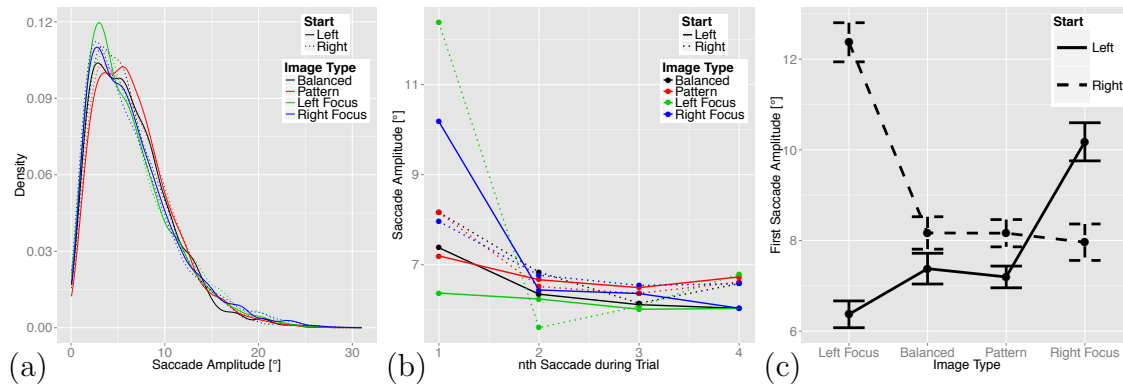 Start
Left
Right
Image Type
Balanced
Pattern
Left Focus
Right Focus
0.12
0.09
0.06
0.03
0.00
Density
0
10
20
30
Saccade Amplitude [°]
(a)
Start
Left
Right
Image Type
Balanced
Pattern
Left Focus
Right Focus
11
9
7
Saccade Amplitude [°]
1
2
3
4
nth Saccade during Trial
(b)
Start
Left
Right
12
10
8
6
First Saccade Amplitude [°]
Left Focus
Balanced
Pattern
Right Focus
Image Type
(c)